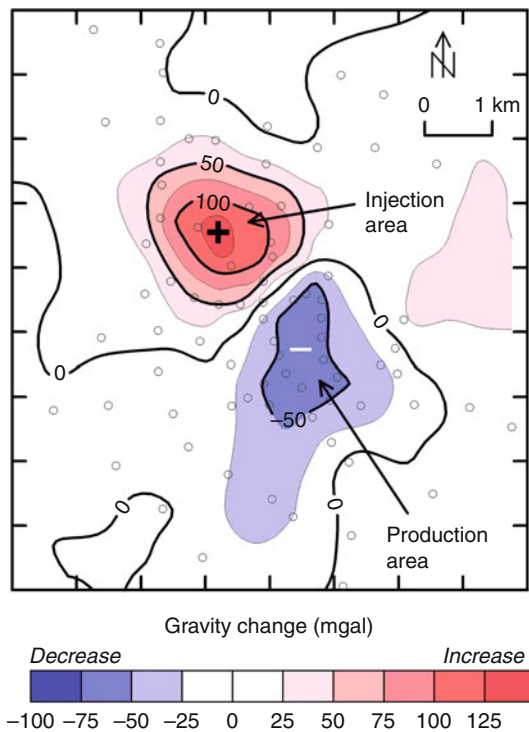 N
0 1 km
0
50
100
+
Injection
area
0
0
–
–50
0
0
Production
area
Gravity change (mgal)
Decrease Increase
–100 –75 –50 –25 0 25 50 75 100 125